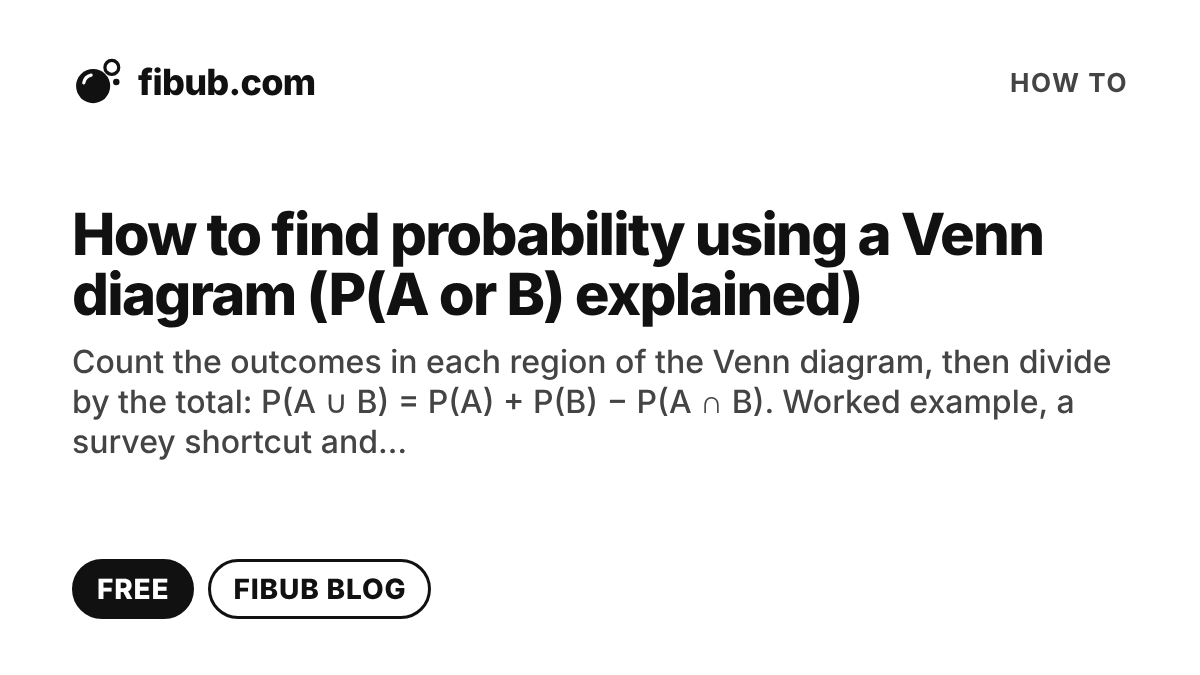 fibub.com
HOW TO
How to find probability using a Venn
diagram (P(A or B) explained)
Count the outcomes in each region of the Venn diagram, then divide
by the total: P(A ∪ B) = P(A) + P(B) − P(A ∩ B). Worked example, a
survey shortcut and…
FREE
FIBUB BLOG